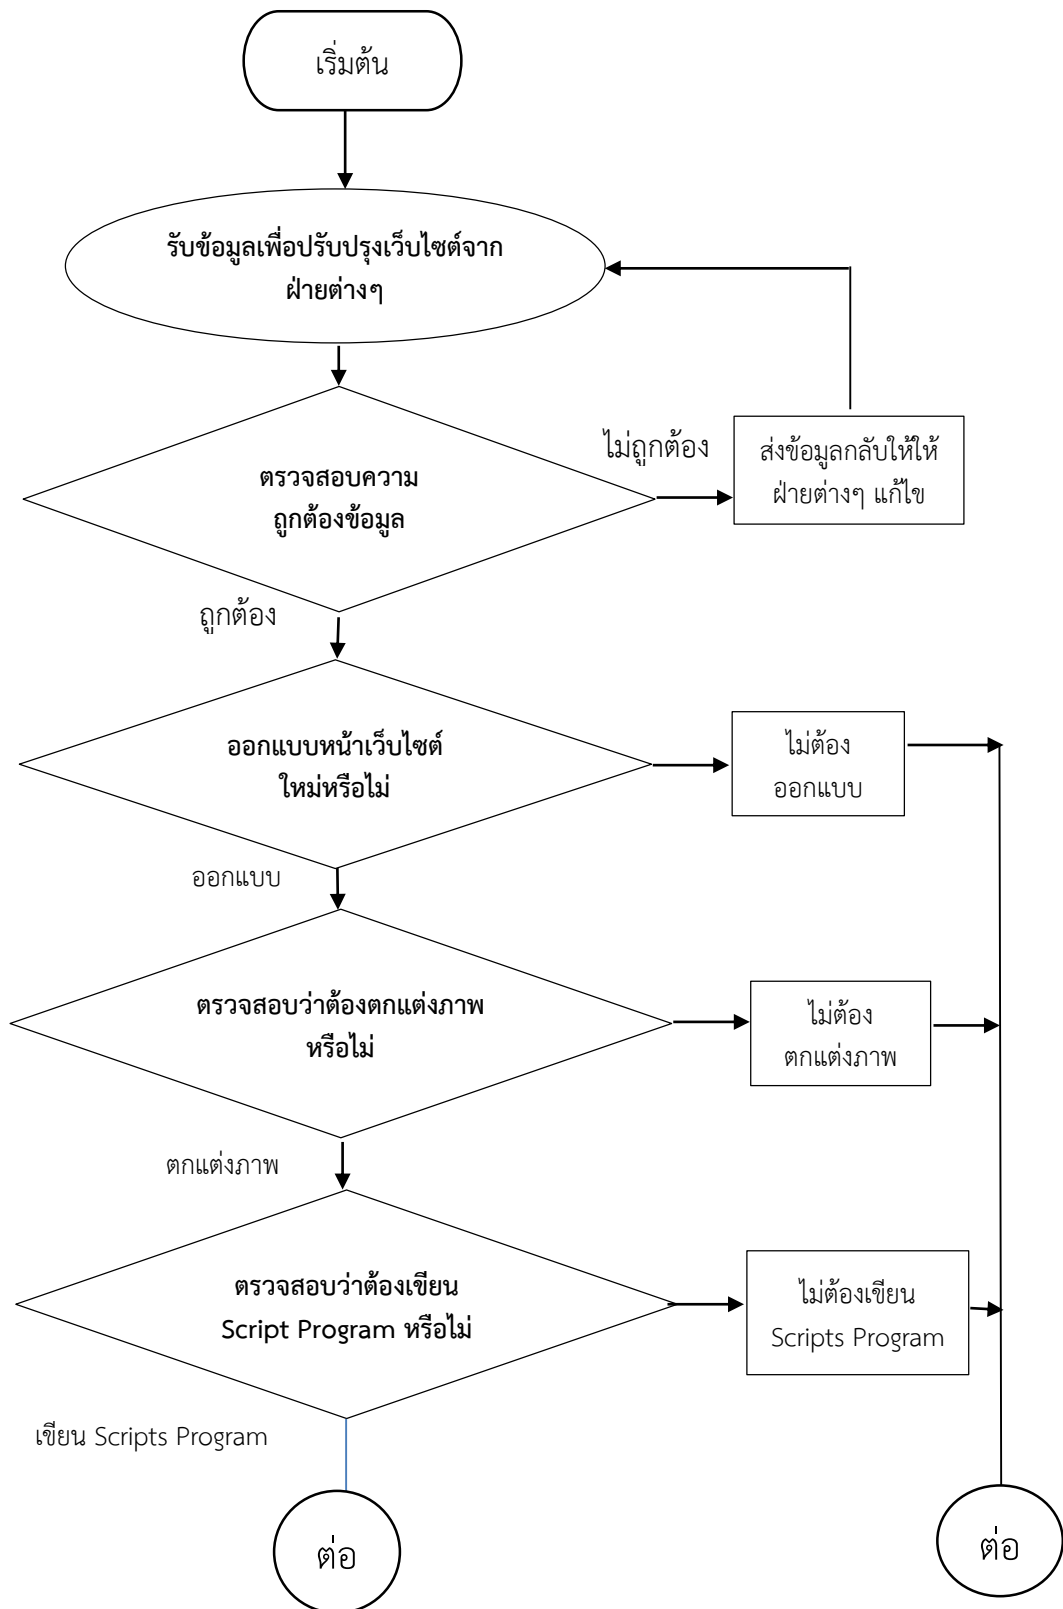 เริ่มต้น
รับข้อมูลเพื่อปรับปรุงเว็บไซต์จาก
ฝ่ายต่างๆ
ไม่ถูกต้อง
ส่งข้อมูลกลับให้ให้
ฝ่ายต่างๆ แก้ไข
ตรวจสอบความ
ถูกต้องข้อมูล
ถูกต้อง
ออกแบบหน้าเว็บไซต์
ใหม่หรือไม่
ไม่ต้อง
ออกแบบ
ออกแบบ
ตรวจสอบว่าต้องตกแต่งภาพ
หรือไม่
ไม่ต้อง
ตกแต่งภาพ
ตกแต่งภาพ
ตรวจสอบว่าต้องเขียน
Script Program หรือไม่
ไม่ต้องเขียน
Scripts Program
เขียน Scripts Program
ต่อ
ต่อ